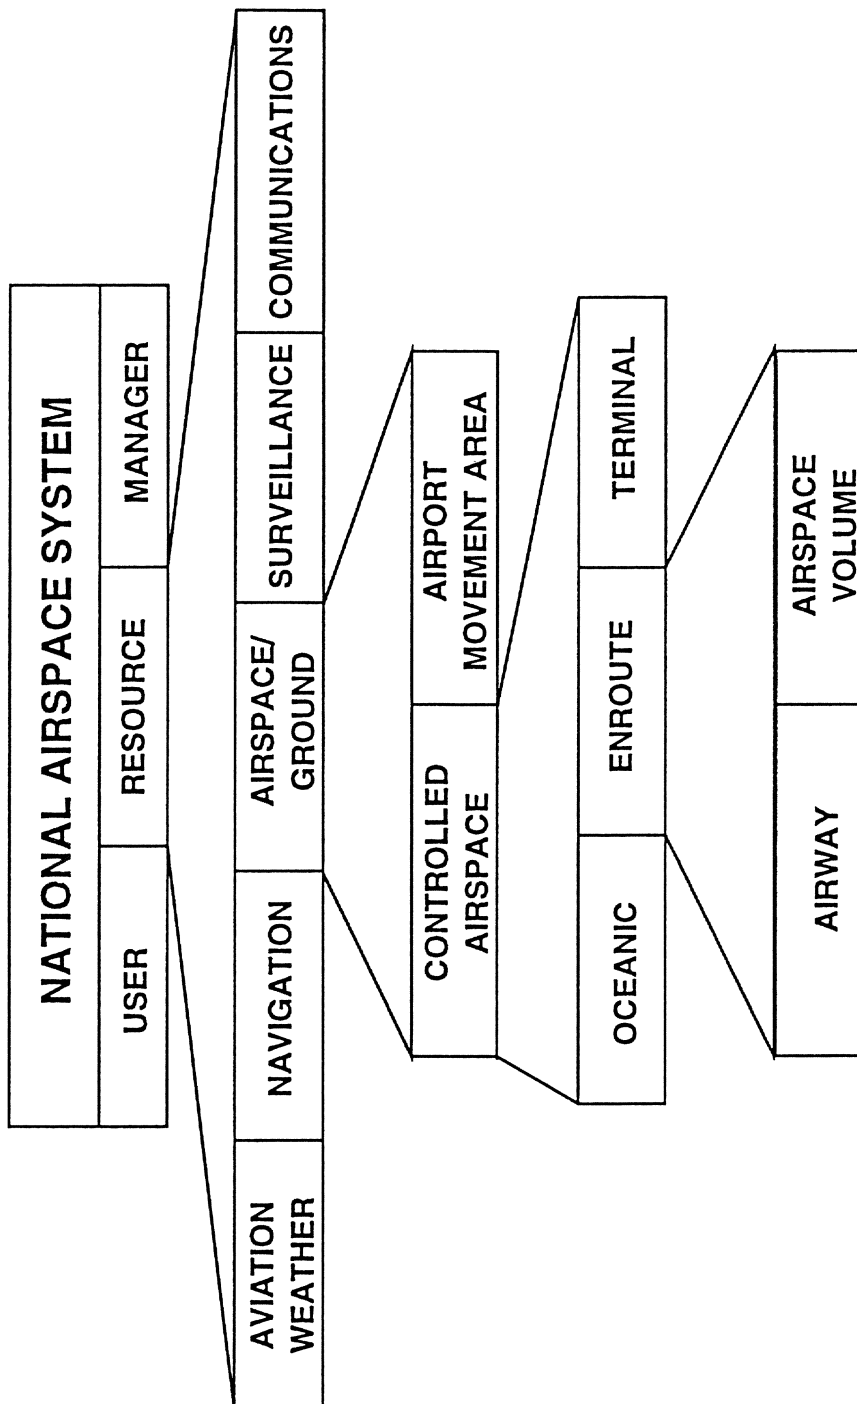 NATIONAL AIRSPACE SYSTEM
USER
RESOURCE
MANAGER
AVIATION
WEATHER
NAVIGATION
AIRSPACE/
GROUND
SURVEILLANCE
COMMUNICATIONS
CONTROLLED
AIRSPACE
AIRPORT
MOVEMENT AREA
OCEANIC
ENROUTE
TERMINAL
AIRWAY
AIRSPACE
VOLUME